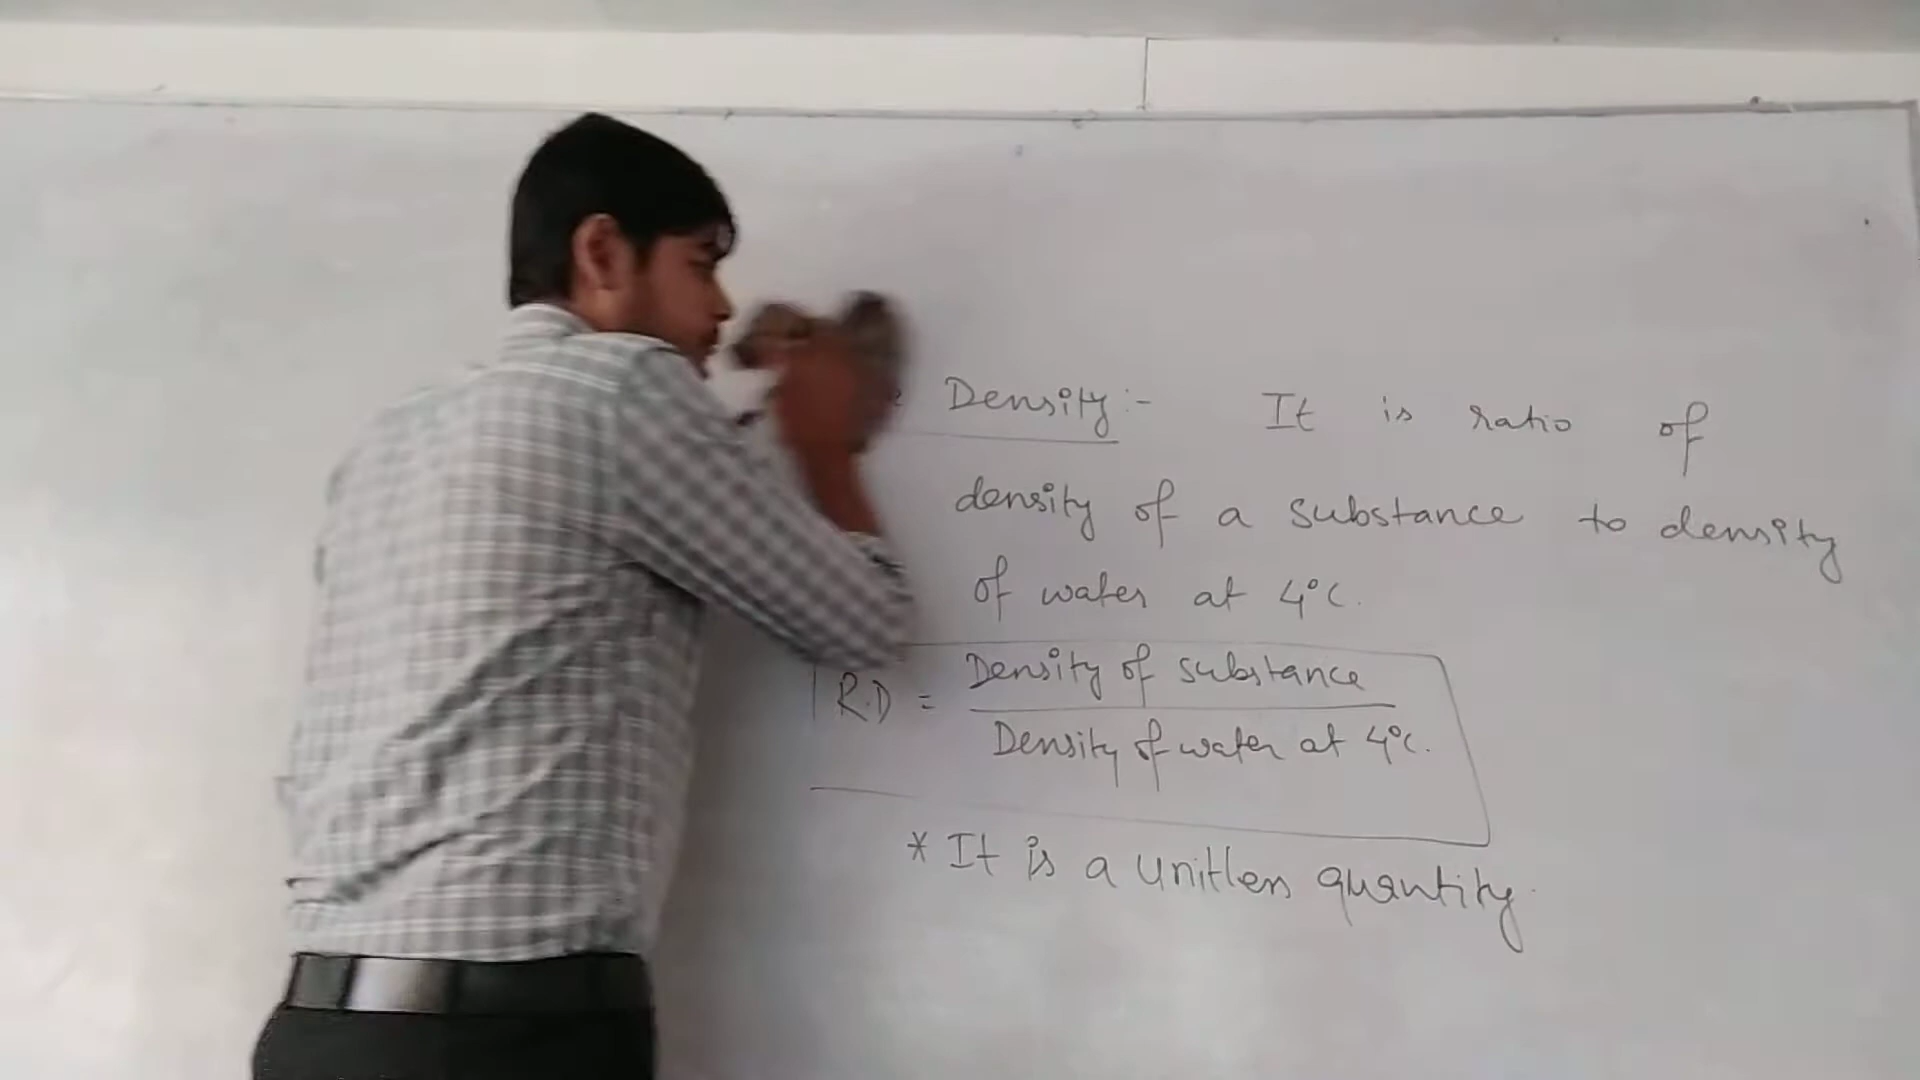 Density:- It is ratio of
density of a substance to density
of water at 4°C.
R.D = Density of substance
Density of water at 4°C.
* It is a unitless quantity.